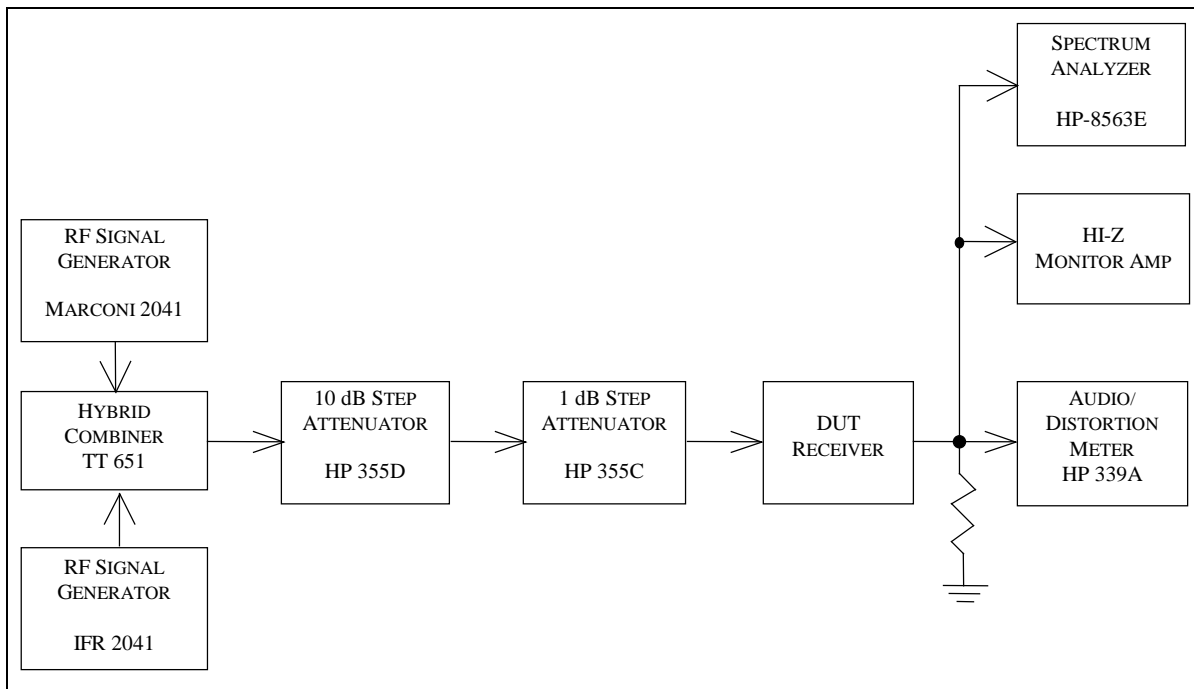 SPECTRUM
ANALYZER
HP-8563E
RF SIGNAL
GENERATOR
MARCONI 2041
HI-Z
MONITOR AMP
HYBRID
COMBINER
TT 651
10 dB STEP
ATTENUATOR
HP 355D
1 dB STEP
ATTENUATOR
HP 355C
DUT
RECEIVER
AUDIO/
DISTORTION
METER
HP 339A
RF SIGNAL
GENERATOR
IFR 2041